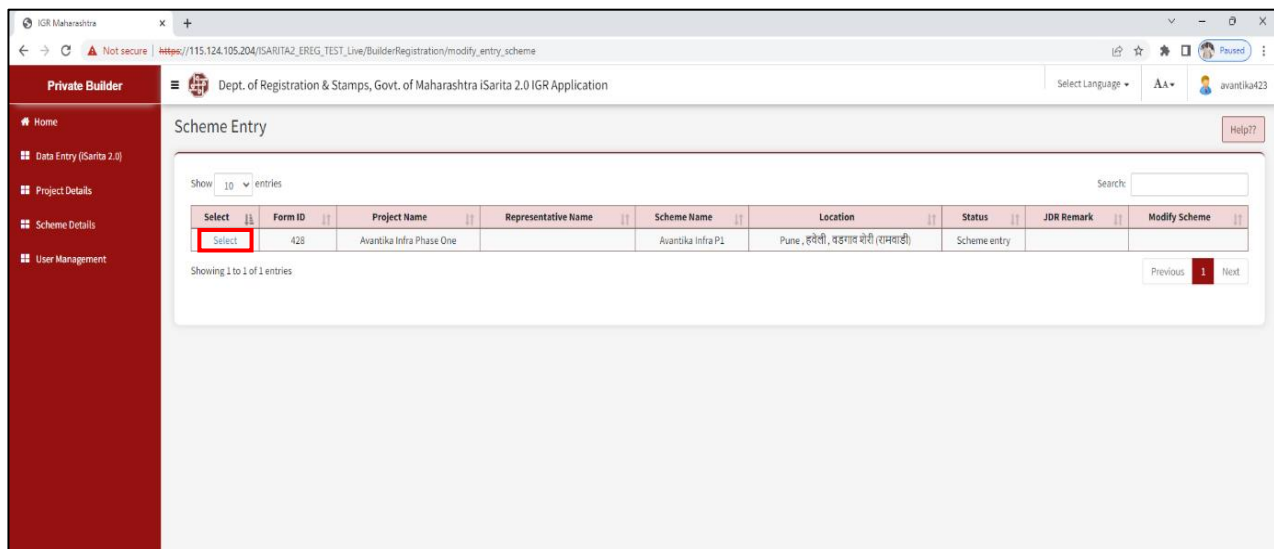 IGR Maharashtra
Not secure | https://115.124.105.204/ISARITA2_EREG_TEST_Live/BuilderRegistration/modify_entry_scheme
Paused
Private Builder
Dept. of Registration & Stamps, Govt. of Maharashtra iSarita 2.0 IGR Application
Select Language
AA
avantika423
Home
Scheme Entry
Help??
Data Entry (iSarita 2.0)
Project Details
Scheme Details
User Management
Show 10 entries
Search:
Select Form ID Project Name Representative Name Scheme Name Location Status JDR Remark Modify Scheme
Select 428 Avantika Infra Phase One Avantika Infra P1 Pune , हवेली , वडगाव शेरी (रामवाडी) Scheme entry
Showing 1 to 1 of 1 entries
Previous 1 Next